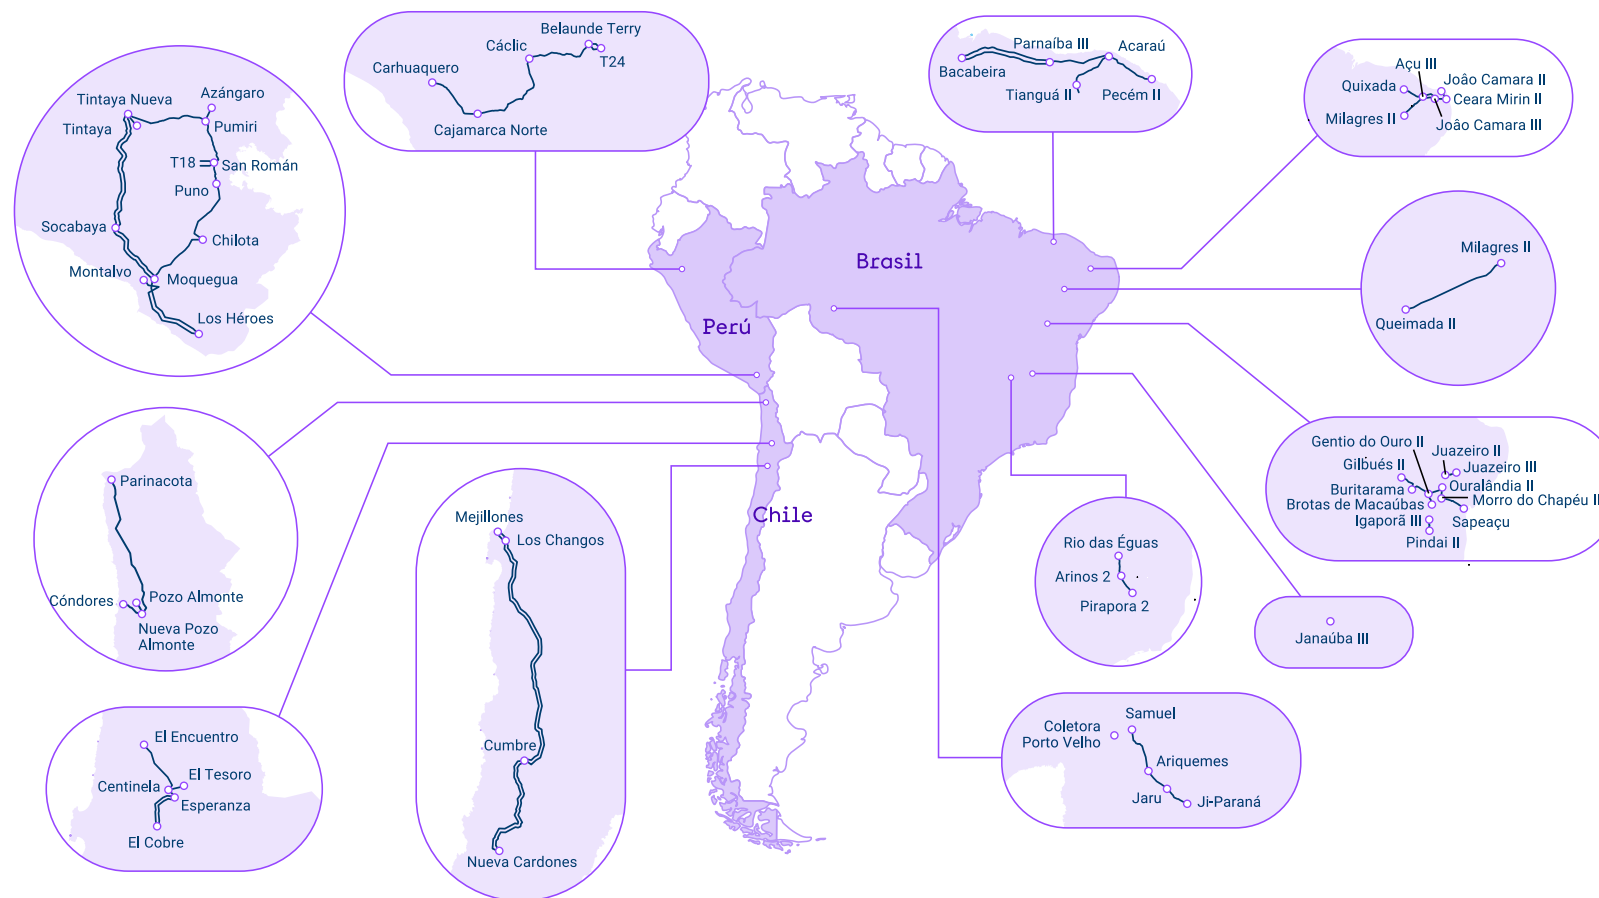 Belaunde Terry
Cáclic
T24
Carhuaquero
Cajamarca Norte
Parnaíba III
Acaraú
Bacabeira
Tianguá II
Pecém II
Açu III
Joâo Camara II
Quixada
Ceara Mirin II
Milagres II
Joâo Camara III
Azángaro
Tintaya Nueva
Tintaya
Pumiri
T18
San Román
Puno
Socabaya
Chilota
Montalvo
Moquegua
Los Héroes
Brasil
Perú
Chile
Milagres II
Queimada II
Parinacota
Cóndores
Pozo Almonte
Nueva Pozo
Almonte
Gentio do Ouro II
Juazeiro II
Gilbués II
Juazeiro III
Buritarama
Ouralândia II
Brotas de Macaúbas
Morro do Chapéu II
Igaporã III
Sapeaçu
Pindai II
Mejillones
Los Changos
Cumbre
Nueva Cardones
Rio das Éguas
Arinos 2
Pirapora 2
Janaúba III
El Encuentro
El Tesoro
Centinela
Esperanza
El Cobre
Samuel
Coletora
Porto Velho
Ariquemes
Jaru
Ji-Paraná